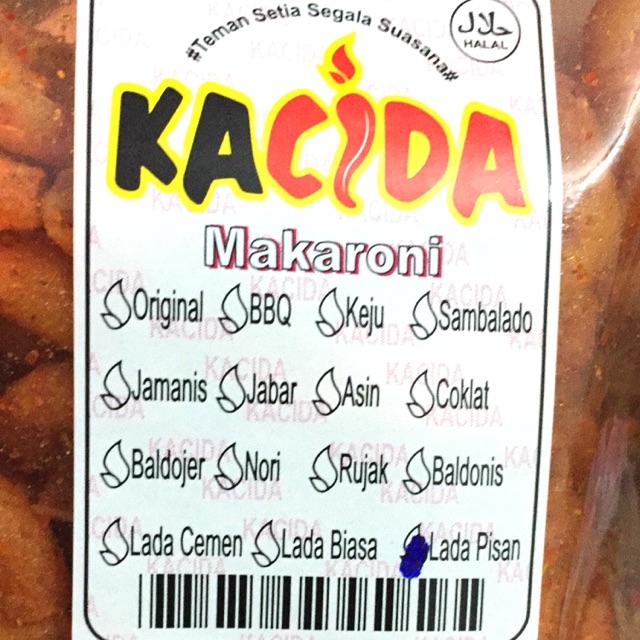 #Teman Setia Segala Suasana#
حلال
HALAL
KACIDA
Makaroni
Original BBQ Keju Sambalado
Jamanis Jabar Asin Coklat
Baldojer Nori Rujak Baldonis
Lada Cemen Lada Biasa Lada Pisan